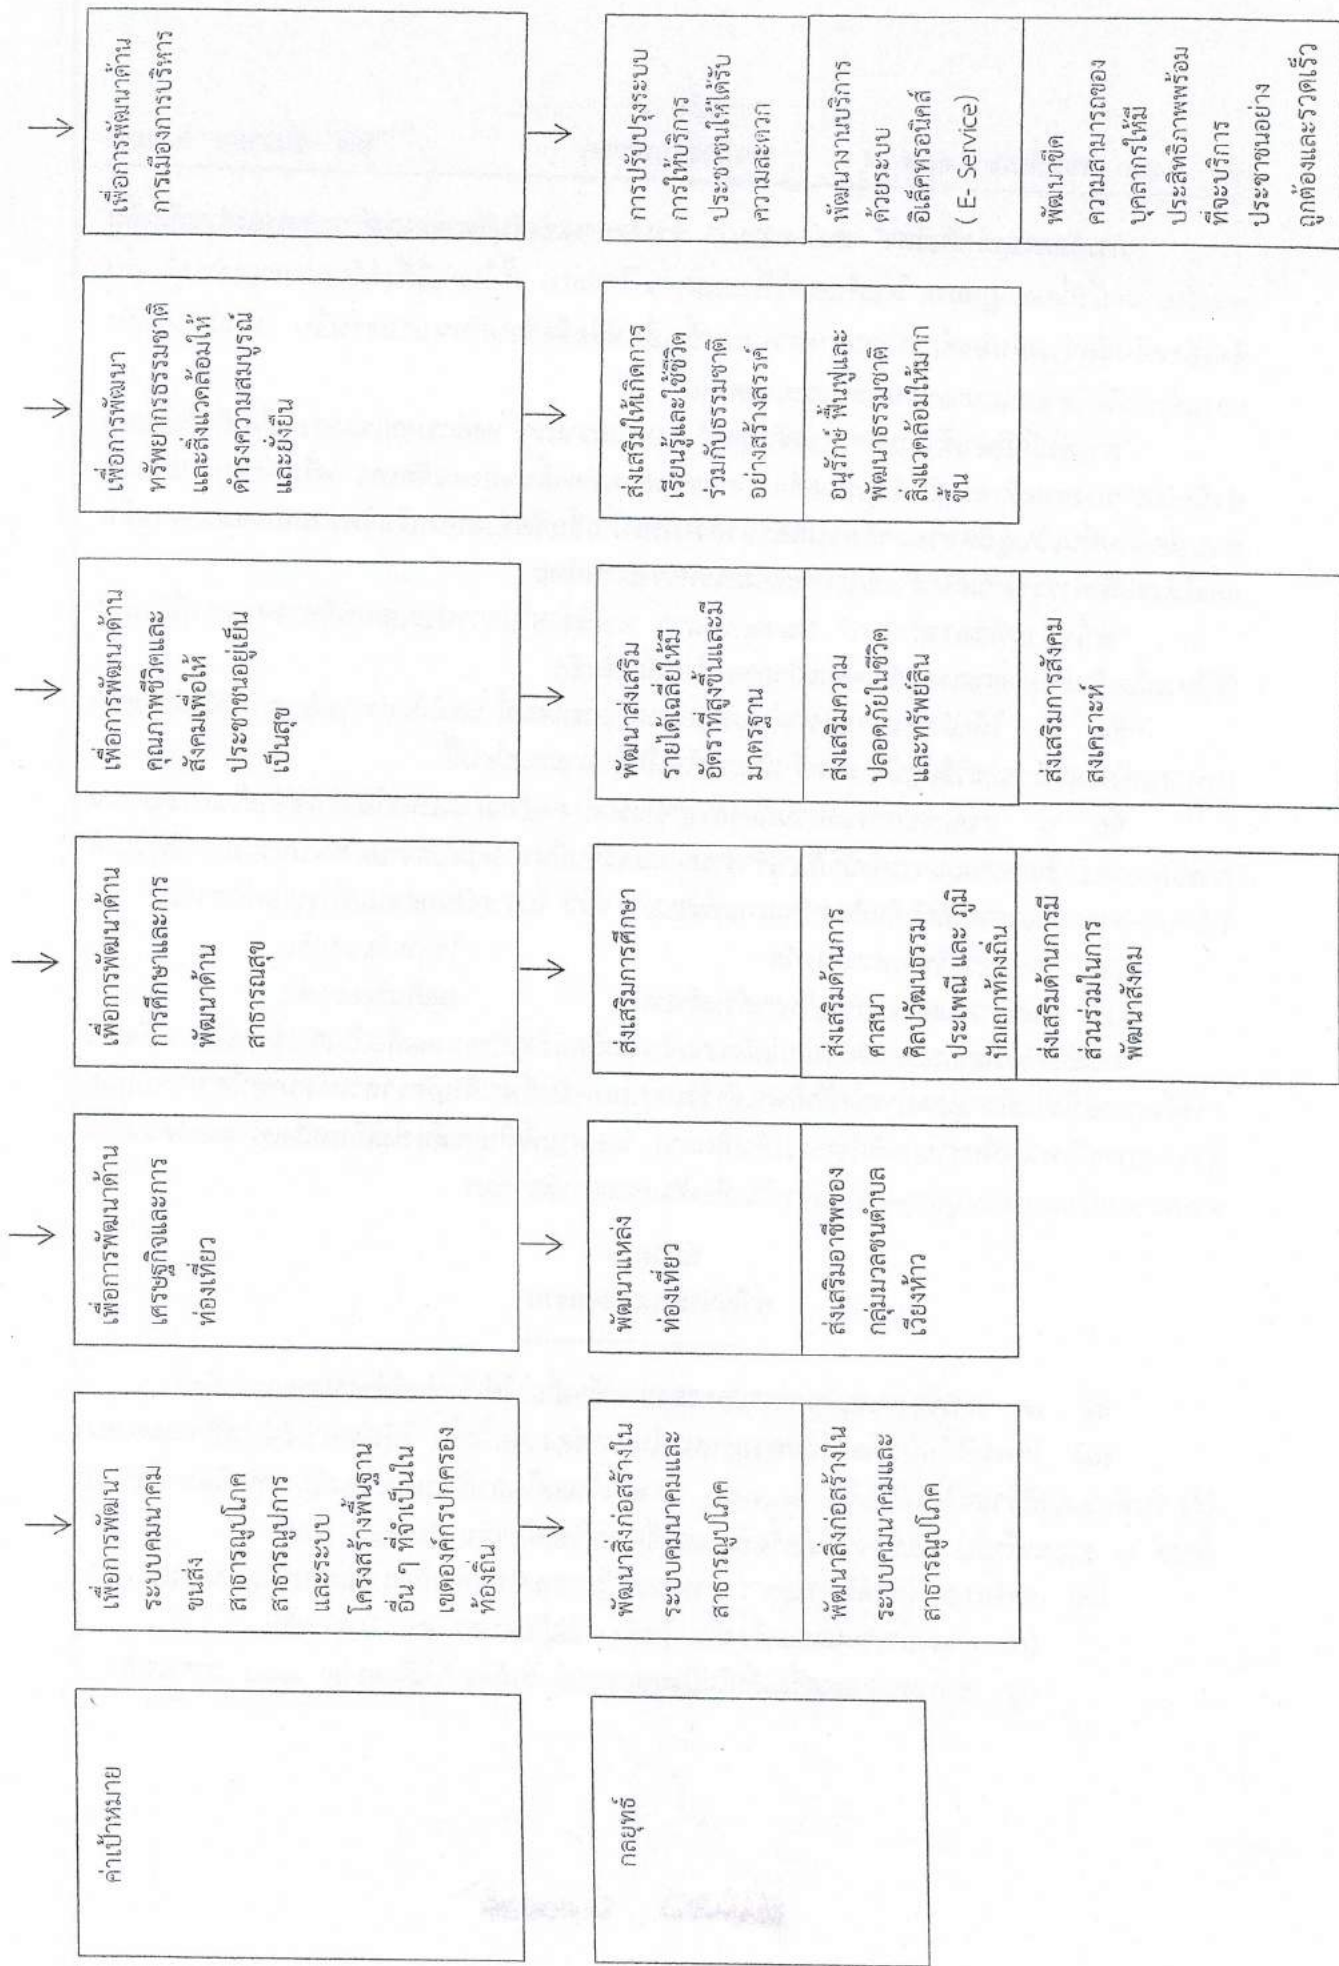 ค่าเป้าหมาย
เพื่อการพัฒนา
ระบบคมนาคม
ขนส่ง
สาธารณูปโภค
สาธารณูปการ
และระบบ
โครงสร้างพื้นฐาน
อื่น ๆ ที่จำเป็นใน
เขตองค์กรปกครอง
ท้องถิ่น
เพื่อการพัฒนาด้าน
เศรษฐกิจและการ
ท่องเที่ยว
เพื่อการพัฒนาด้าน
การศึกษาและการ
พัฒนาด้าน
สาธารณสุข
เพื่อการพัฒนาด้าน
คุณภาพชีวิตและ
สังคมเพื่อให้
ประชาชนอยู่เย็น
เป็นสุข
เพื่อการพัฒนา
ทรัพยากรธรรมชาติ
และสิ่งแวดล้อมให้
ดำรงความสมบูรณ์
และยั่งยืน
เพื่อการพัฒนาด้าน
การเมืองการบริหาร
กลยุทธ์
พัฒนาสิ่งก่อสร้างใน
ระบบคมนาคมและ
สาธารณูปโภค
พัฒนาสิ่งก่อสร้างใน
ระบบคมนาคมและ
สาธารณูปโภค
พัฒนาแหล่ง
ท่องเที่ยว
ส่งเสริมอาชีพของ
กลุ่มมวลชนตำบล
เวียงห้าว
ส่งเสริมการศึกษา
ส่งเสริมด้านการ
ศาสนา
ศิลปวัฒนธรรม
ประเพณี และ ภูมิ
ปัญญาท้องถิ่น
ส่งเสริมด้านการมี
ส่วนร่วมในการ
พัฒนาสังคม
พัฒนาส่งเสริม
รายได้เฉลี่ยให้มี
อัตราที่สูงขึ้นและมี
มาตรฐาน
ส่งเสริมความ
ปลอดภัยในชีวิต
และทรัพย์สิน
ส่งเสริมการสังคม
สงเคราะห์
ส่งเสริมให้เกิดการ
เรียนรู้และใช้ชีวิต
ร่วมกับธรรมชาติ
อย่างสร้างสรรค์
อนุรักษ์ ฟื้นฟูและ
พัฒนาธรรมชาติ
สิ่งแวดล้อมให้มาก
ขึ้น
การปรับปรุงระบบ
การให้บริการ
ประชาชนให้ได้รับ
ความสะดวก
พัฒนางานบริการ
ด้วยระบบ
อิเล็คทรอนิคส์
( E- Service)
พัฒนาขีด
ความสามารถของ
บุคลากรให้มี
ประสิทธิภาพพร้อม
ที่จะบริการ
ประชาชนอย่าง
ถูกต้องและรวดเร็ว